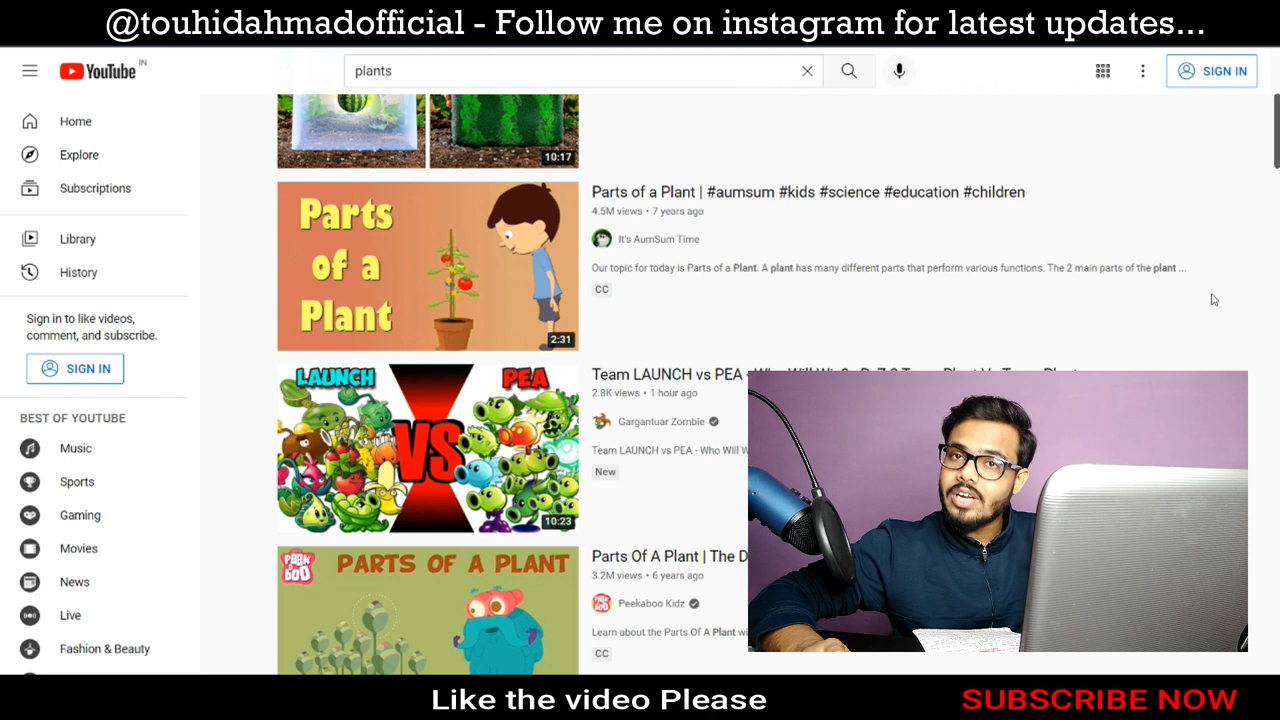 @touhidahmadofficial - Follow me on instagram for latest updates...
YouTube IN
plants
SIGN IN
Home
Explore
Subscriptions
Library
History
Sign in to like videos,
comment, and subscribe.
SIGN IN
BEST OF YOUTUBE
Music
Sports
Gaming
Movies
News
Live
Fashion & Beauty
10:17
Parts
of a
Plant
2:31
Parts of a Plant | #aumsum #kids #science #education #children
4.5M views • 7 years ago
It's AumSum Time
Our topic for today is Parts of a Plant. A plant has many different parts that perform various functions. The 2 main parts of the plant ...
CC
LAUNCH
VS
PEA
10:23
Team LAUNCH vs PEA -
2.8K views • 1 hour ago
Gargantuar Zombie
Team LAUNCH vs PEA - Who Will W
New
PEEK A BOO
PARTS OF A PLANT
Parts Of A Plant | The D
3.2M views • 6 years ago
Peekaboo Kidz
Learn about the Parts Of A Plant wi
CC
Like the video Please
SUBSCRIBE NOW